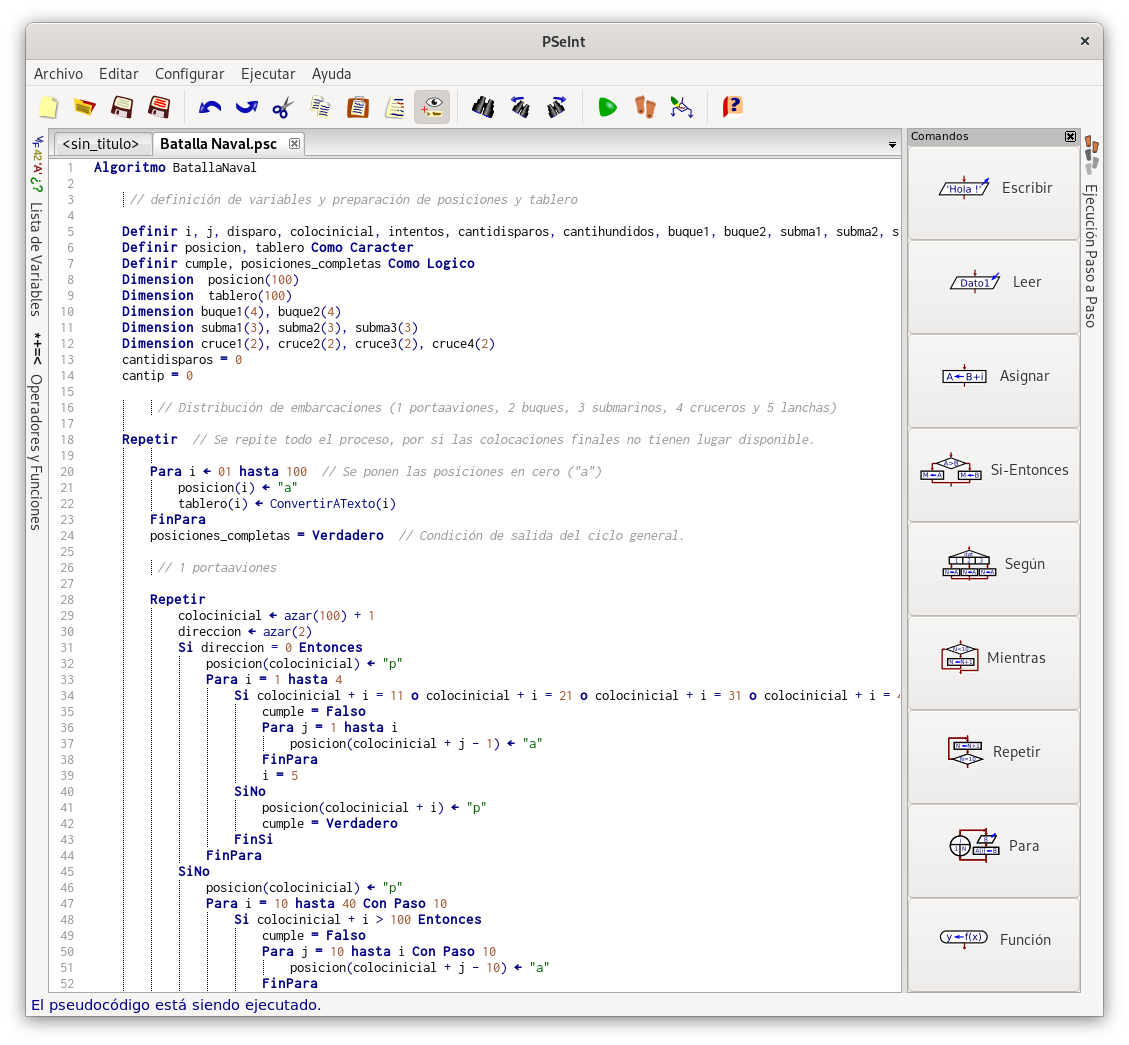 PSeInt
Archivo Editar Configurar Ejecutar Ayuda
<sin_titulo> Batalla Naval.psc
1 Algoritmo BatallaNaval
2
3 // definición de variables y preparación de posiciones y tablero
4
5 Definir i, j, disparo, colocinicial, intentos, cantidisparos, cantihundidos, buque1, buque2, subma1, subma2, s
6 Definir posicion, tablero Como Caracter
7 Definir cumple, posiciones_completas Como Logico
8 Dimension posicion(100)
9 Dimension tablero(100)
10 Dimension buque1(4), buque2(4)
11 Dimension subma1(3), subma2(3), subma3(3)
12 Dimension cruce1(2), cruce2(2), cruce3(2), cruce4(2)
13 cantidisparos = 0
14 cantip = 0
15
16 // Distribución de embarcaciones (1 portaaviones, 2 buques, 3 submarinos, 4 cruceros y 5 lanchas)
17
18 Repetir // Se repite todo el proceso, por si las colocaciones finales no tienen lugar disponible.
19
20 Para i ← 01 hasta 100 // Se ponen las posiciones en cero ("a")
21 posicion(i) ← "a"
22 tablero(i) ← ConvertirATexto(i)
23 FinPara
24 posiciones_completas = Verdadero // Condición de salida del ciclo general.
25
26 // 1 portaaviones
27
28 Repetir
29 colocinicial ← azar(100) + 1
30 direccion ← azar(2)
31 Si direccion = 0 Entonces
32 posicion(colocinicial) ← "p"
33 Para i = 1 hasta 4
34 Si colocinicial + i = 11 o colocinicial + i = 21 o colocinicial + i = 31 o colocinicial + i =
35 cumple = Falso
36 Para j = 1 hasta i
37 posicion(colocinicial + j - 1) ← "a"
38 FinPara
39 i = 5
40 SiNo
41 posicion(colocinicial + i) ← "p"
42 cumple = Verdadero
43 FinSi
44 FinPara
45 SiNo
46 posicion(colocinicial) ← "p"
47 Para i = 10 hasta 40 Con Paso 10
48 Si colocinicial + i > 100 Entonces
49 cumple = Falso
50 Para j = 10 hasta i Con Paso 10
51 posicion(colocinicial + j - 10) ← "a"
52 FinPara
Lista de Variables
*+=< Operadores y Funciones
Comandos
'Hola !' Escribir
Dato1 Leer
A←B+i Asignar
A>B M←A M←B Si-Entonces
Según
Mientras
Repetir
Para
y←f(x) Función
Ejecución Paso a Paso
El pseudocódigo está siendo ejecutado.